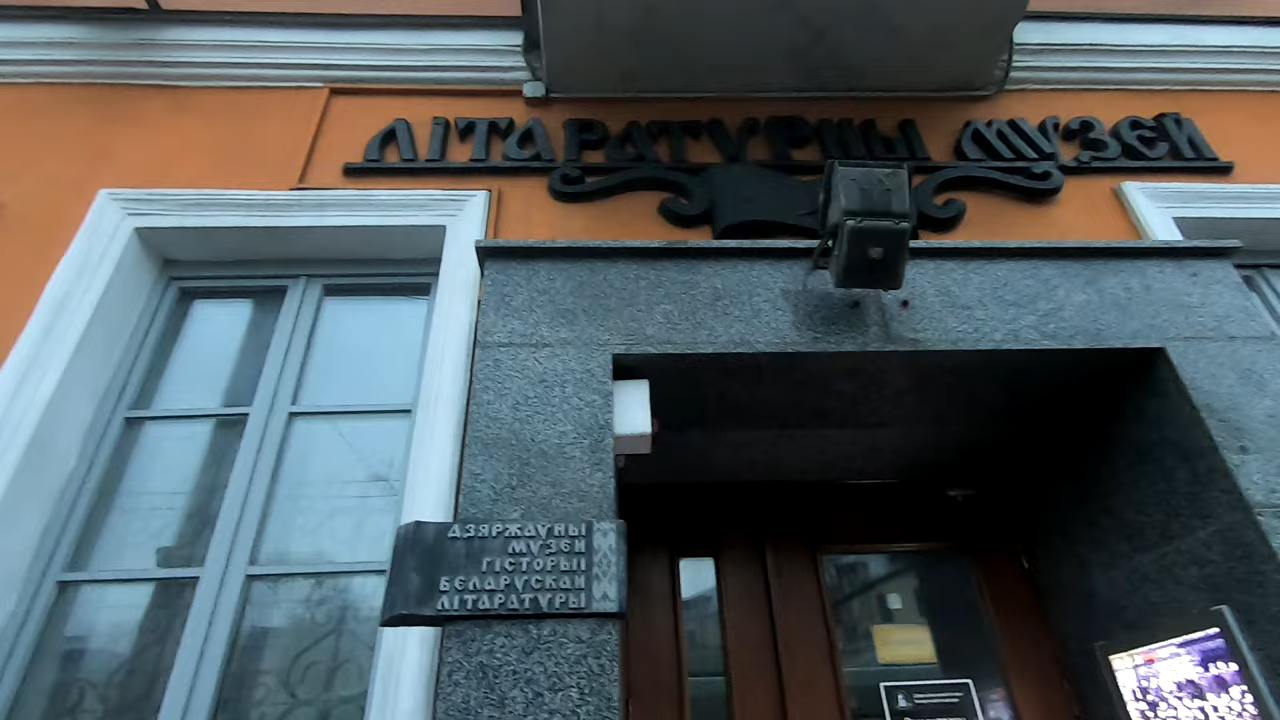 ЛІТАРАТУРНЫ МУЗЕЙ
ДЗЯРЖАЎНЫ
МУЗЕЙ
ГІСТОРЫІ
БЕЛАРУСКАЙ
ЛІТАРАТУРЫ